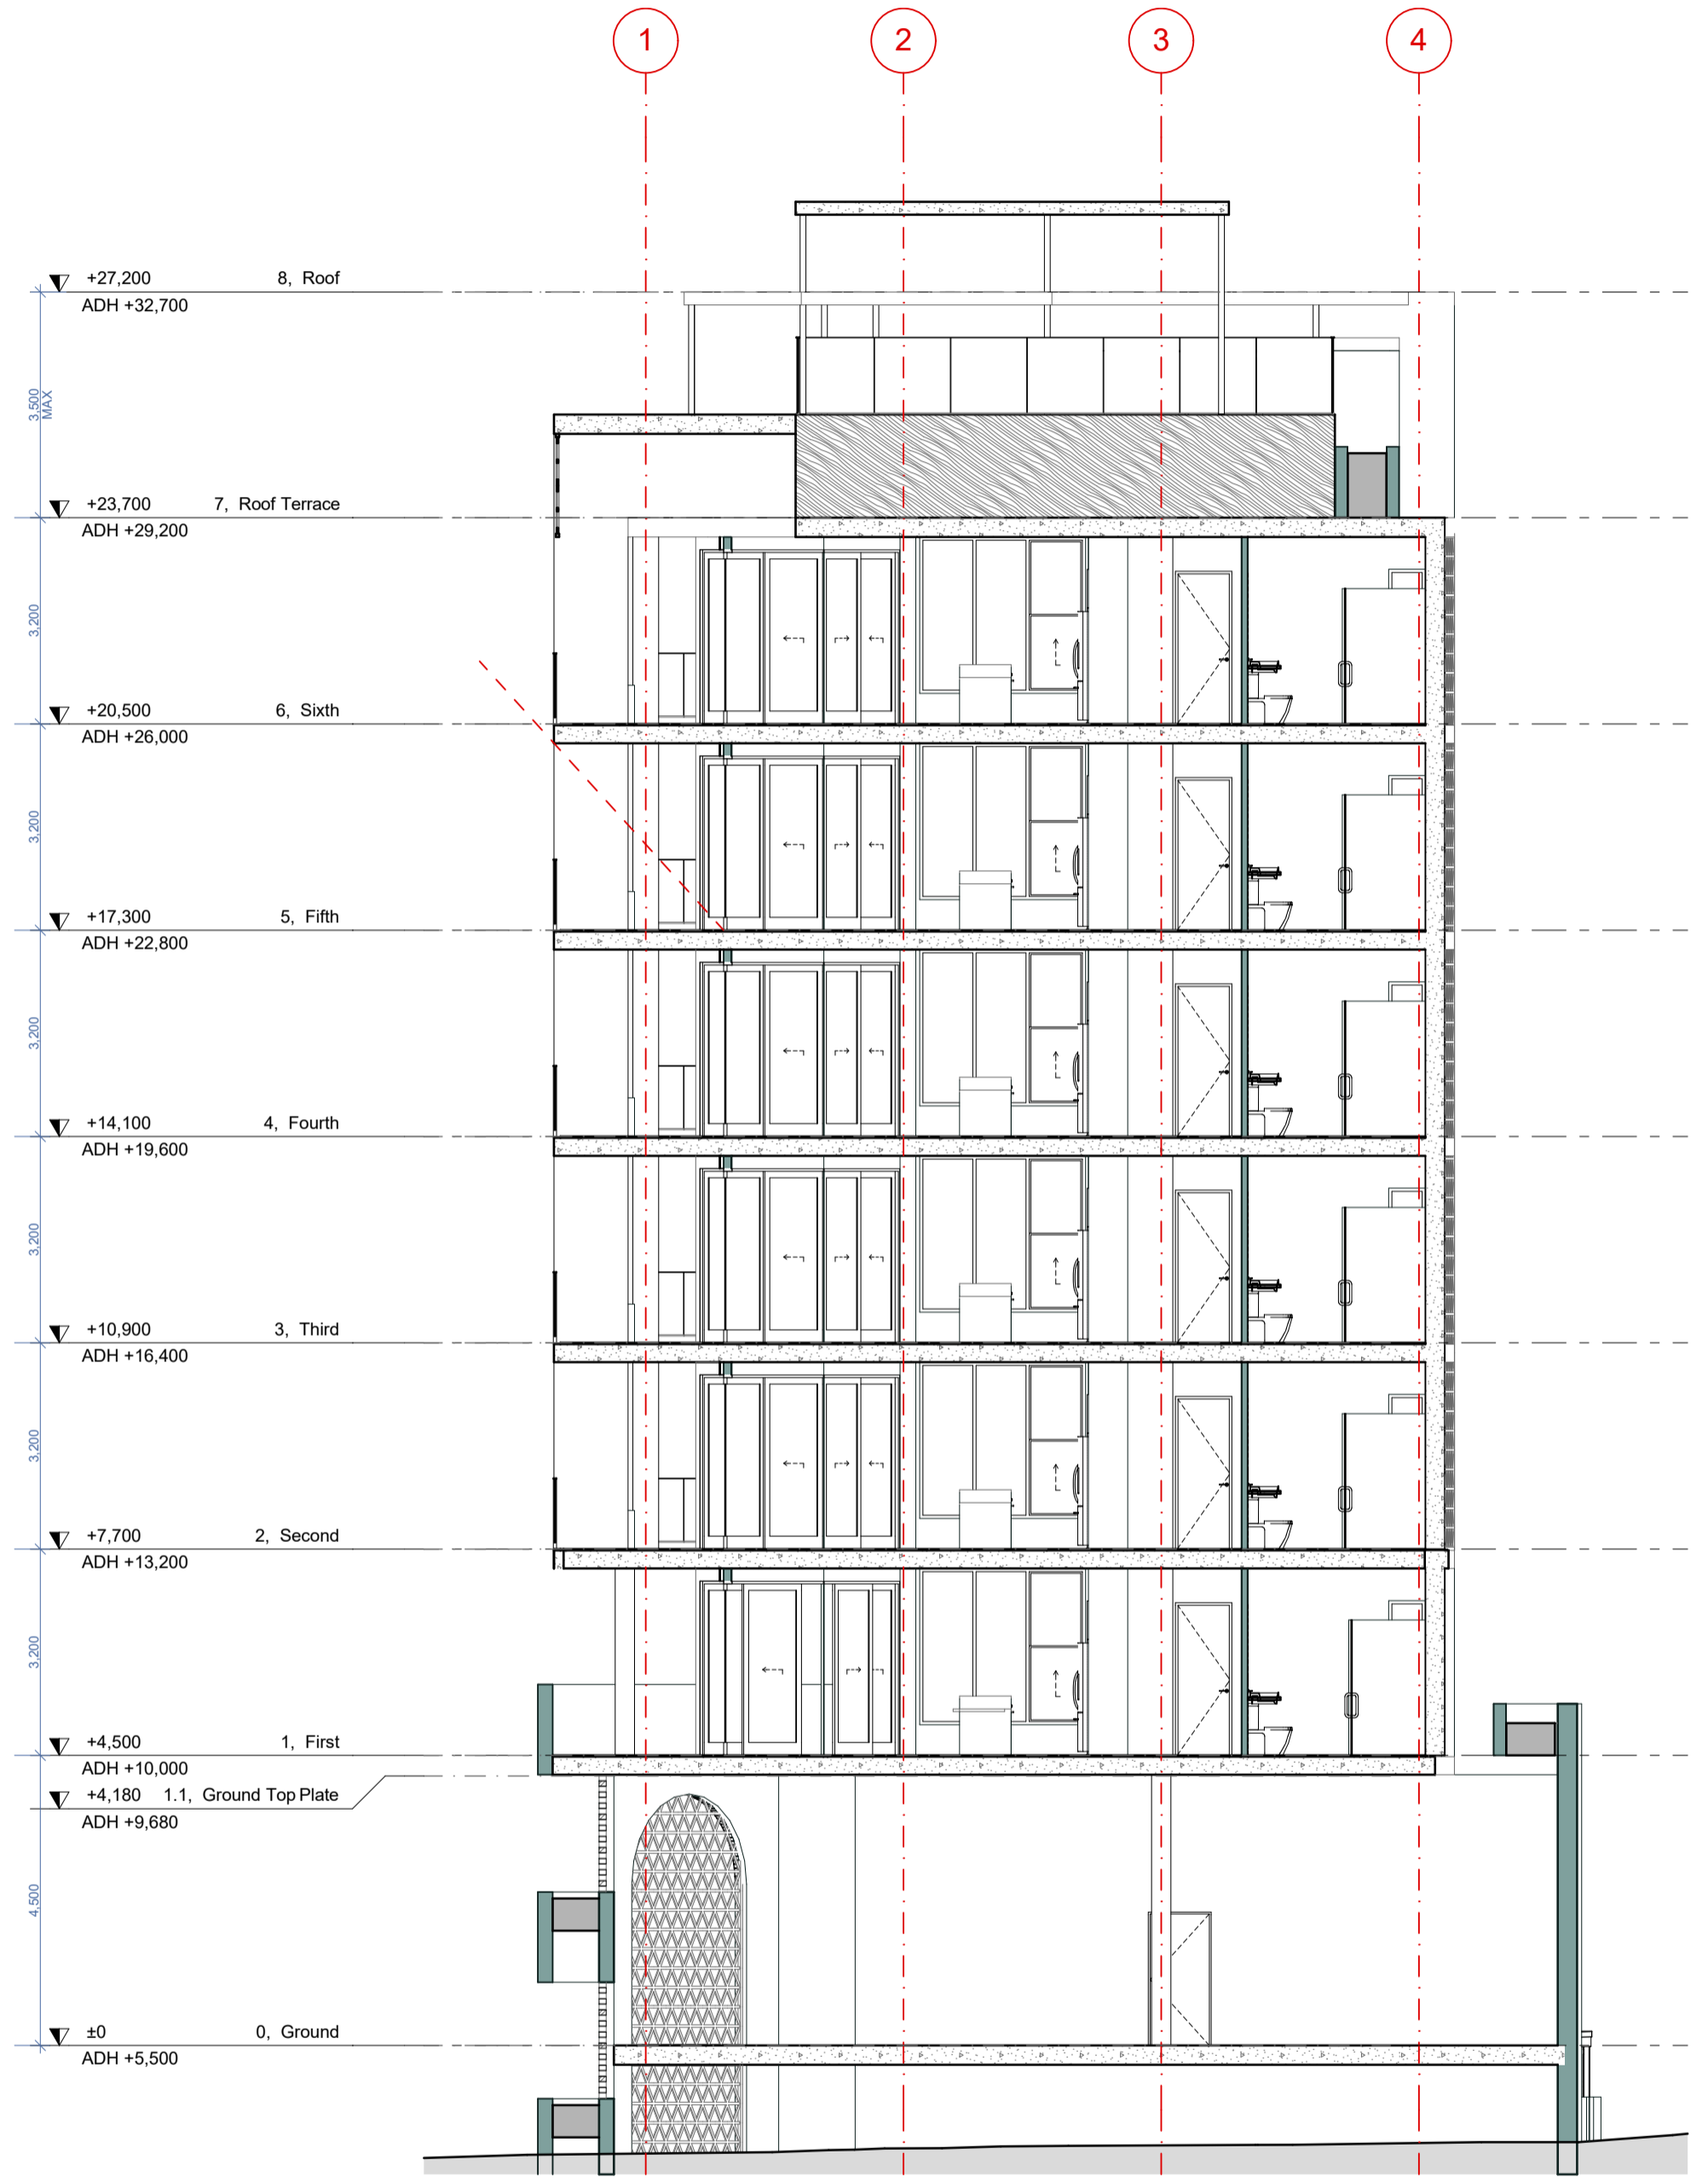 1 2 3 4
+27,200 8, Roof
ADH +32,700
3,500
MAX
+23,700 7, Roof Terrace
ADH +29,200
3,200
+20,500 6, Sixth
ADH +26,000
3,200
+17,300 5, Fifth
ADH +22,800
3,200
+14,100 4, Fourth
ADH +19,600
3,200
+10,900 3, Third
ADH +16,400
3,200
+7,700 2, Second
ADH +13,200
3,200
+4,500 1, First
ADH +10,000
+4,180 1.1, Ground Top Plate
ADH +9,680
4,500
±0 0, Ground
ADH +5,500